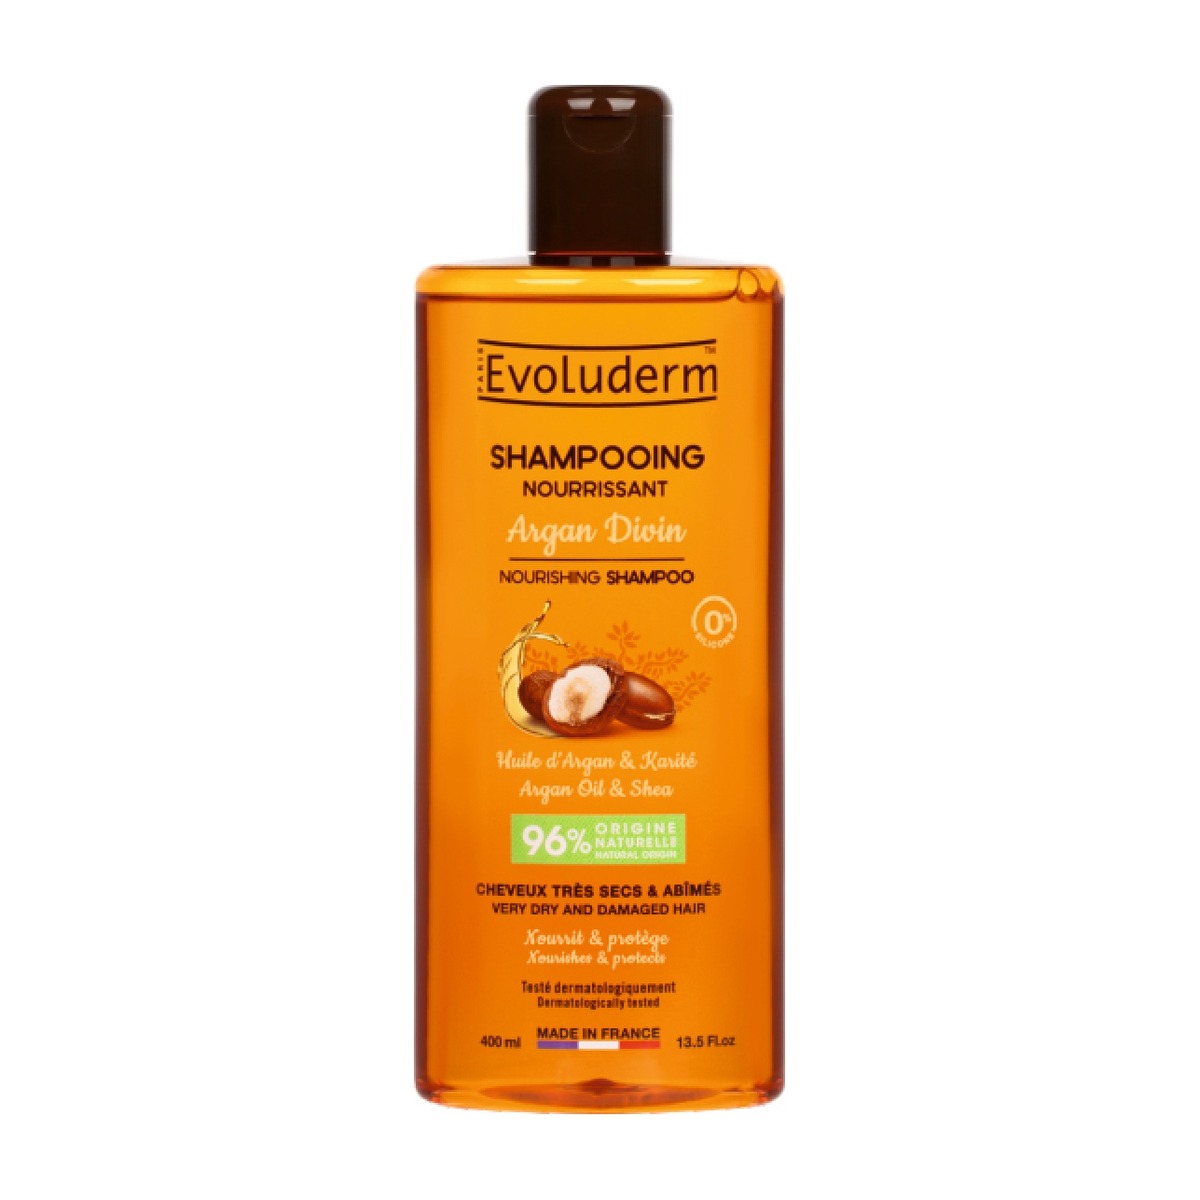 PARIS
Evoluderm™
SHAMPOOING
NOURRISSANT
Argan Divin
NOURISHING SHAMPOO
0%
SILICONE
Huile d'Argan & Karité
Argan Oil & Shea
96% ORIGINE
NATURELLE
NATURAL ORIGIN
CHEVEUX TRÈS SECS & ABÎMÉS
VERY DRY AND DAMAGED HAIR
Nourrit & protège
Nourishes & protects
Testé dermatologiquement
Dermatologically tested
400 ml MADE IN FRANCE 13.5 Fl.oz